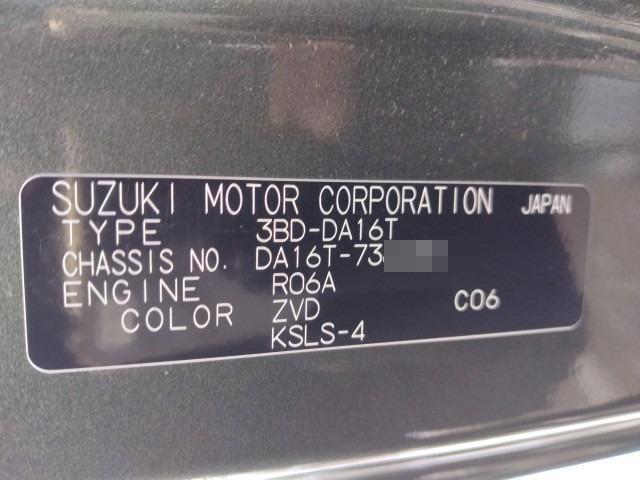 SUZUKI MOTOR CORPORATION JAPAN
TYPE 3BD-DA16T
CHASSIS NO. DA16T-73
ENGINE R06A
COLOR ZVD C06
KSLS-4